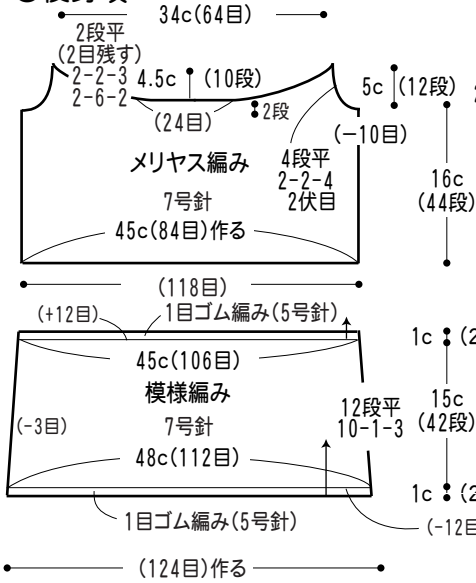 34c(64目)
2段平
(2目残す)
2-2-3
2-6-2
4.5c (10段)
5c (12段)
(24目)
2段
(−10目)
メリヤス編み
7号針
4段平
2-2-4
2伏目
16c
(44段)
45c(84目)作る
(118目)
(+12目)
1目ゴム編み(5号針)
1c (2
45c(106目)
模様編み
7号針
(-3目)
12段平
10-1-3
15c
(42段)
48c(112目)
1c (2
1目ゴム編み(5号針)
(-12目
(124目)作る